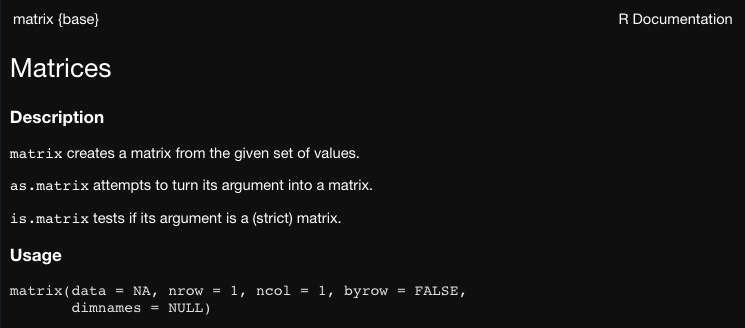 matrix {base} R Documentation
Matrices
Description
matrix creates a matrix from the given set of values.
as.matrix attempts to turn its argument into a matrix.
is.matrix tests if its argument is a (strict) matrix.
Usage
matrix(data = NA, nrow = 1, ncol = 1, byrow = FALSE,
       dimnames = NULL)